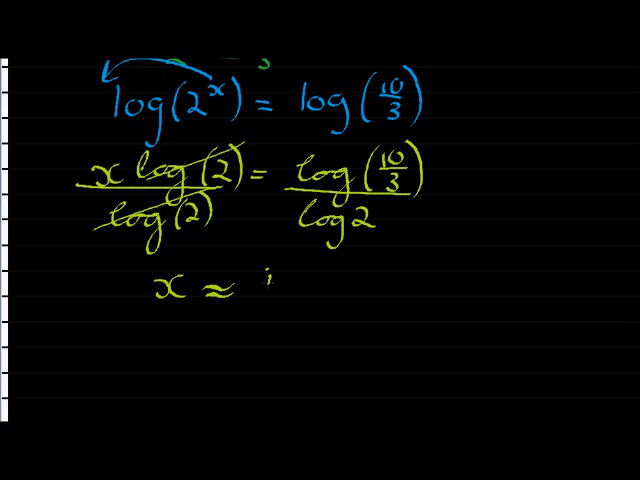 log(2^x) = log(10/3)
x log(2)/log(2) = log(10/3)/log 2
x ≈